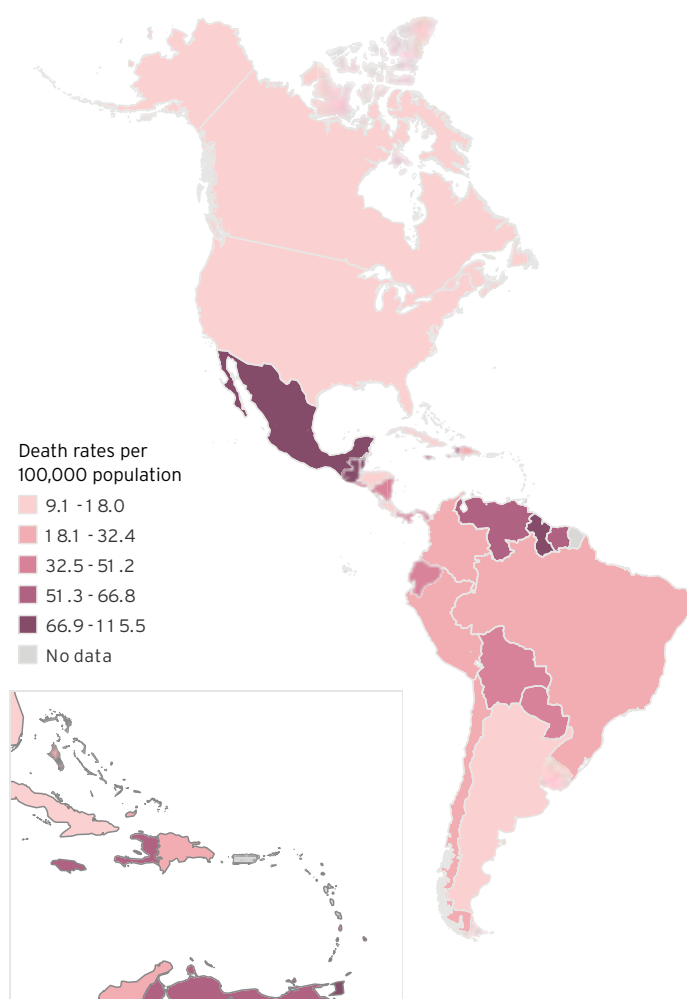 Death rates per
100,000 population
9.1 - 18.0
18.1 - 32.4
32.5 - 51.2
51.3 - 66.8
66.9 - 115.5
No data